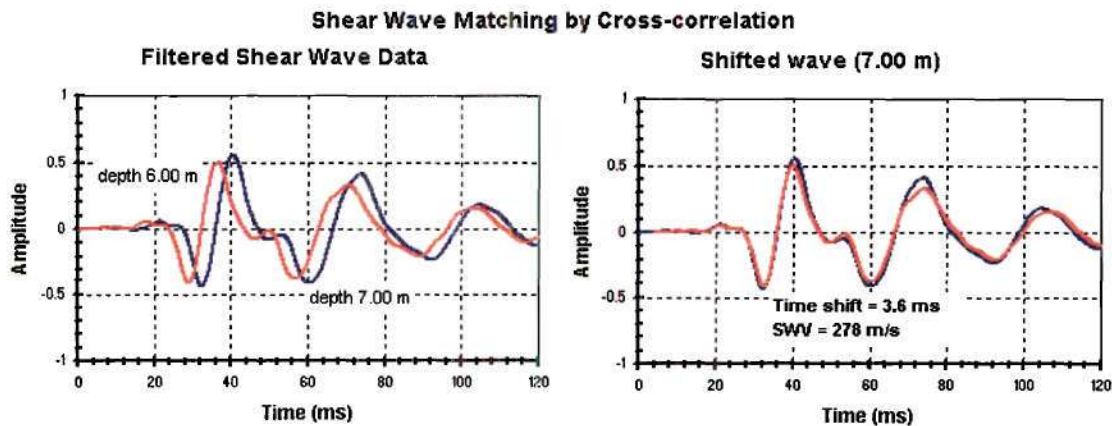 Shear Wave Matching by Cross-correlation
Filtered Shear Wave Data
1
0.5
0
-0.5
-1
Amplitude
depth 6.00 m
depth 7.00 m
0 20 40 60 80 100 120
Time (ms)
Shifted wave (7.00 m)
1
0.5
0
-0.5
-1
Amplitude
Time shift = 3.6 ms
SWV = 278 m/s
0 20 40 60 80 100 120
Time (ms)